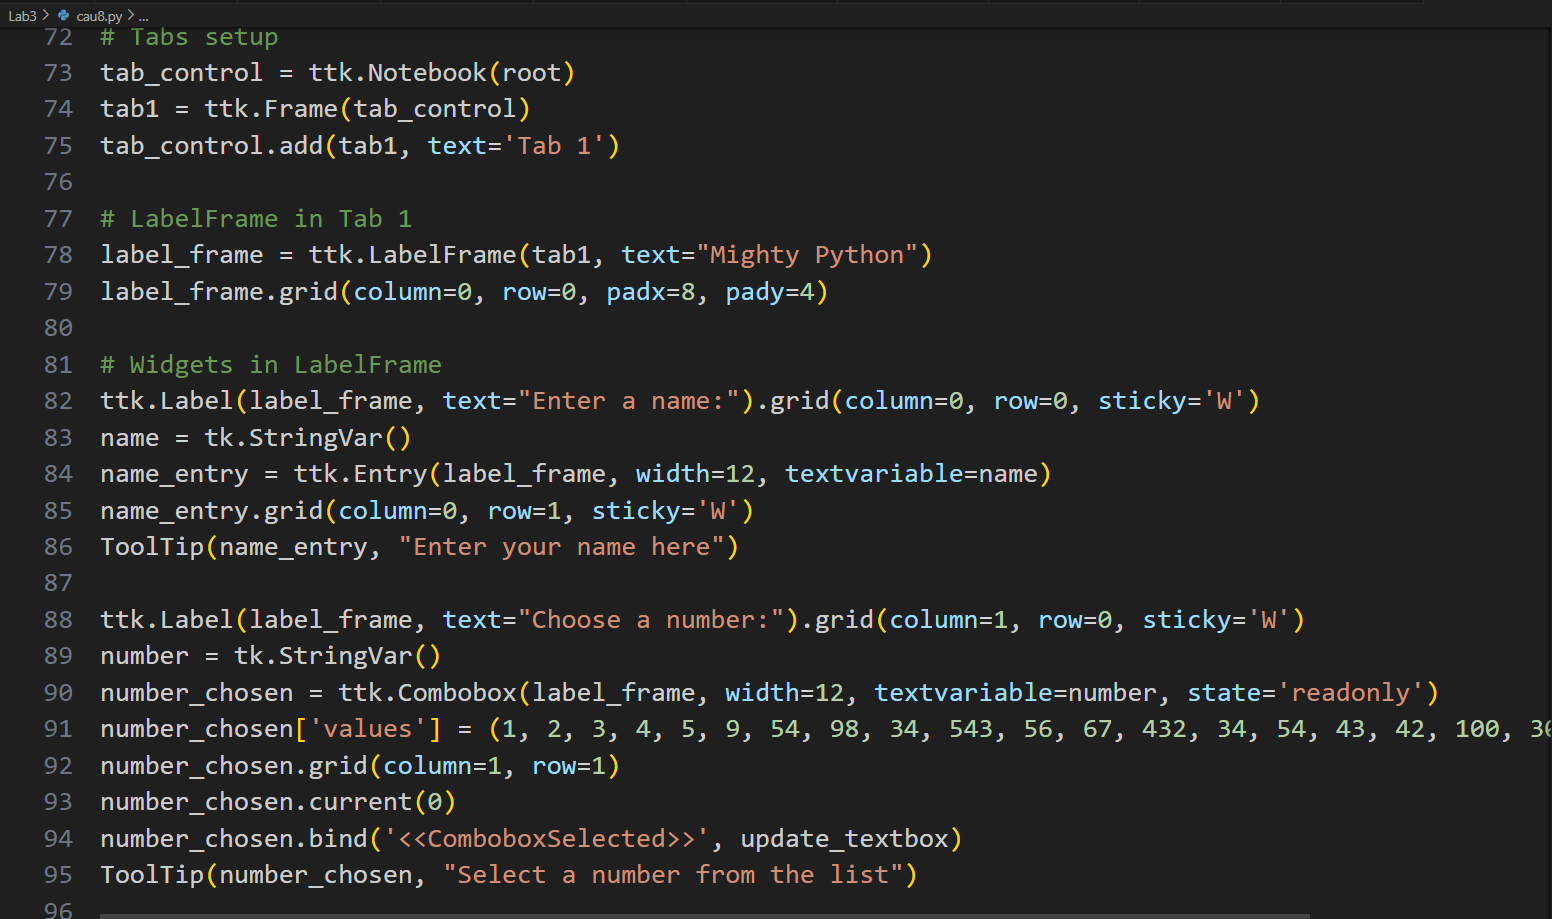 Lab3 > cau8.py > ...
72 # Tabs setup
73 tab_control = ttk.Notebook(root)
74 tab1 = ttk.Frame(tab_control)
75 tab_control.add(tab1, text='Tab 1')
76
77 # LabelFrame in Tab 1
78 label_frame = ttk.LabelFrame(tab1, text="Mighty Python")
79 label_frame.grid(column=0, row=0, padx=8, pady=4)
80
81 # Widgets in LabelFrame
82 ttk.Label(label_frame, text="Enter a name:").grid(column=0, row=0, sticky='W')
83 name = tk.StringVar()
84 name_entry = ttk.Entry(label_frame, width=12, textvariable=name)
85 name_entry.grid(column=0, row=1, sticky='W')
86 ToolTip(name_entry, "Enter your name here")
87
88 ttk.Label(label_frame, text="Choose a number:").grid(column=1, row=0, sticky='W')
89 number = tk.StringVar()
90 number_chosen = ttk.Combobox(label_frame, width=12, textvariable=number, state='readonly')
91 number_chosen['values'] = (1, 2, 3, 4, 5, 9, 54, 98, 34, 543, 56, 67, 432, 34, 54, 43, 42, 100,
92 number_chosen.grid(column=1, row=1)
93 number_chosen.current(0)
94 number_chosen.bind('<<ComboboxSelected>>', update_textbox)
95 ToolTip(number_chosen, "Select a number from the list")
96